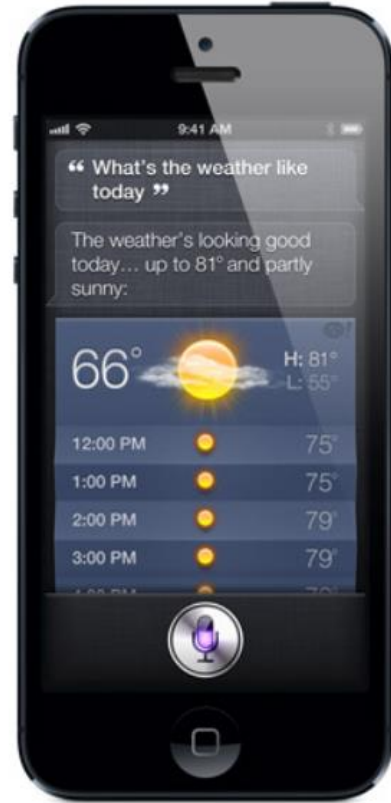 9:41 AM
“ What's the weather like
today ”
The weather's looking good
today... up to 81° and partly
sunny:
66°
H: 81°
L: 55°
12:00 PM 75°
1:00 PM 75°
2:00 PM 79°
3:00 PM 79°